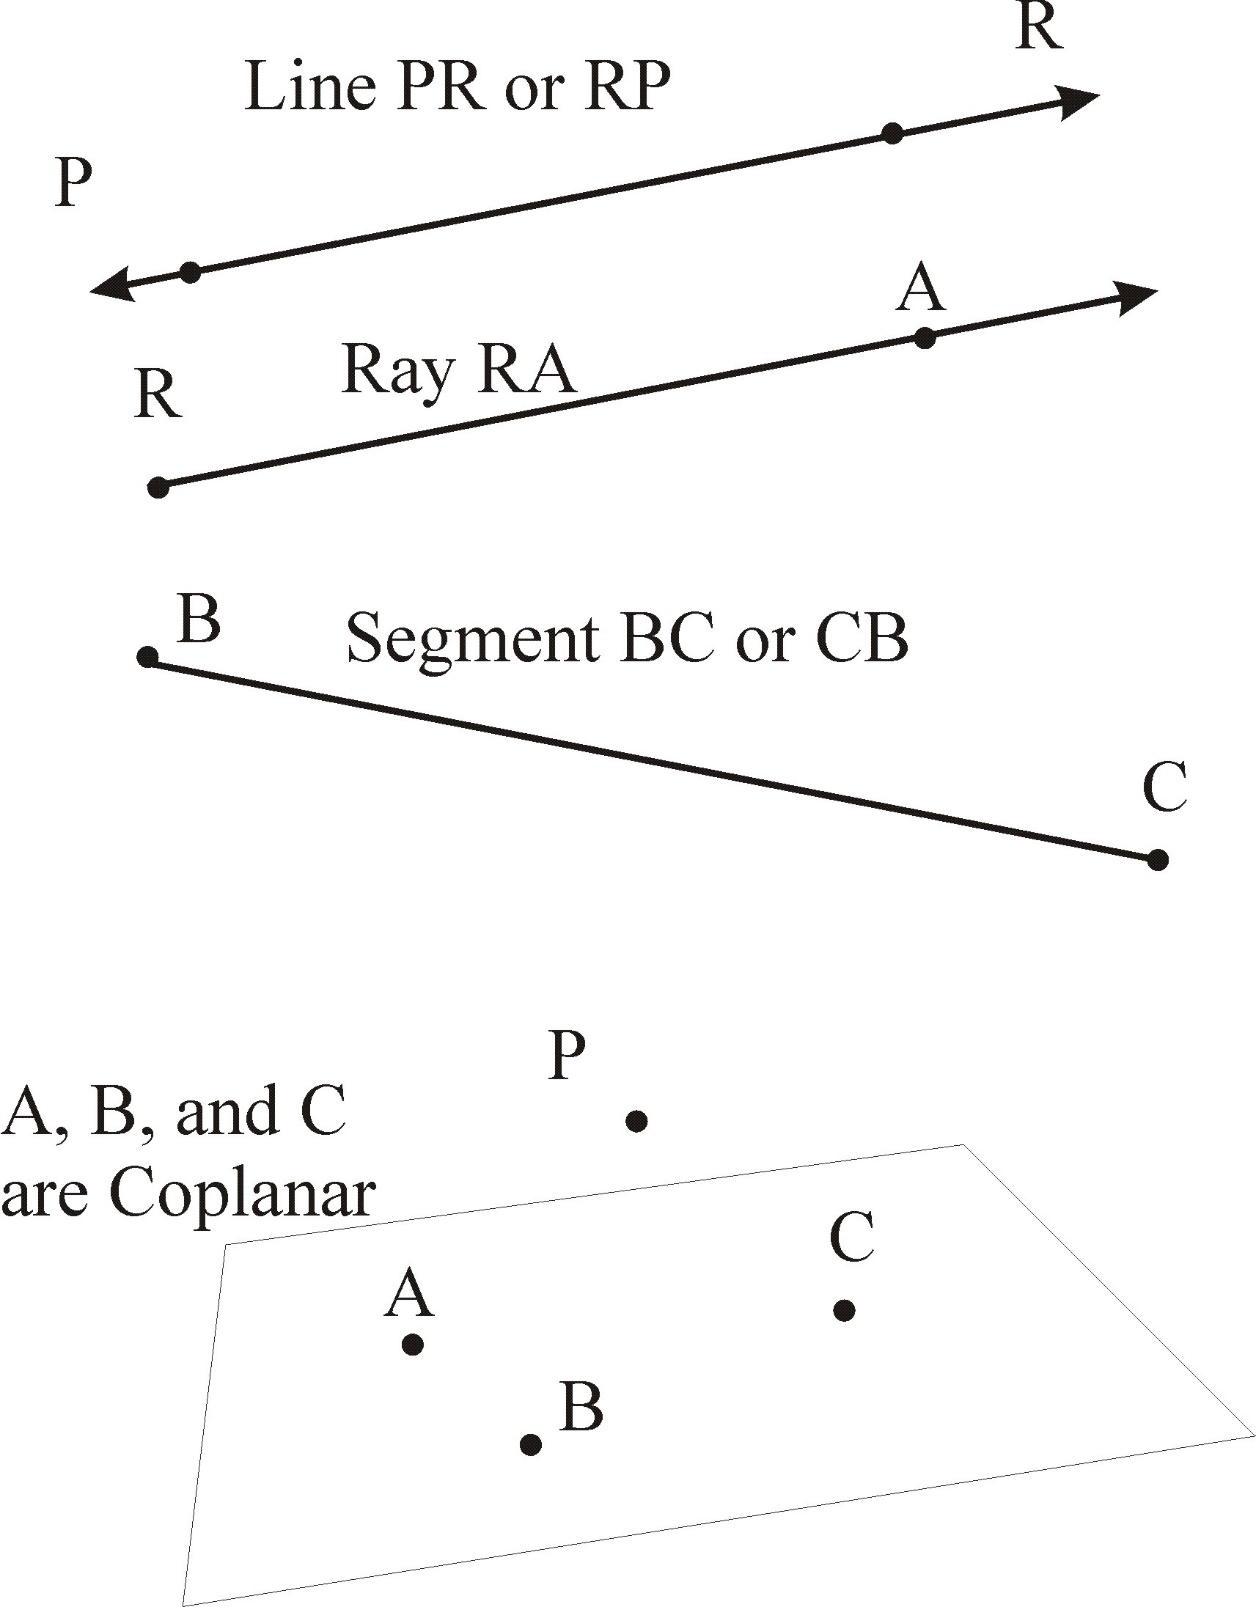 R
Line PR or RP
P
A
Ray RA
R
B
Segment BC or CB
C
P
A, B, and C
are Coplanar
C
A
B